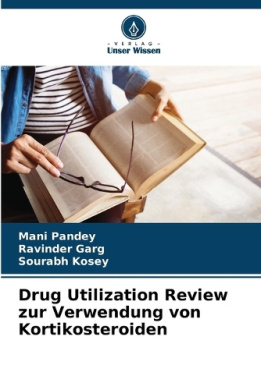 - VERLAG -
Unser Wissen
Mani Pandey
Ravinder Garg
Sourabh Kosey
Drug Utilization Review
zur Verwendung von
Kortikosteroiden